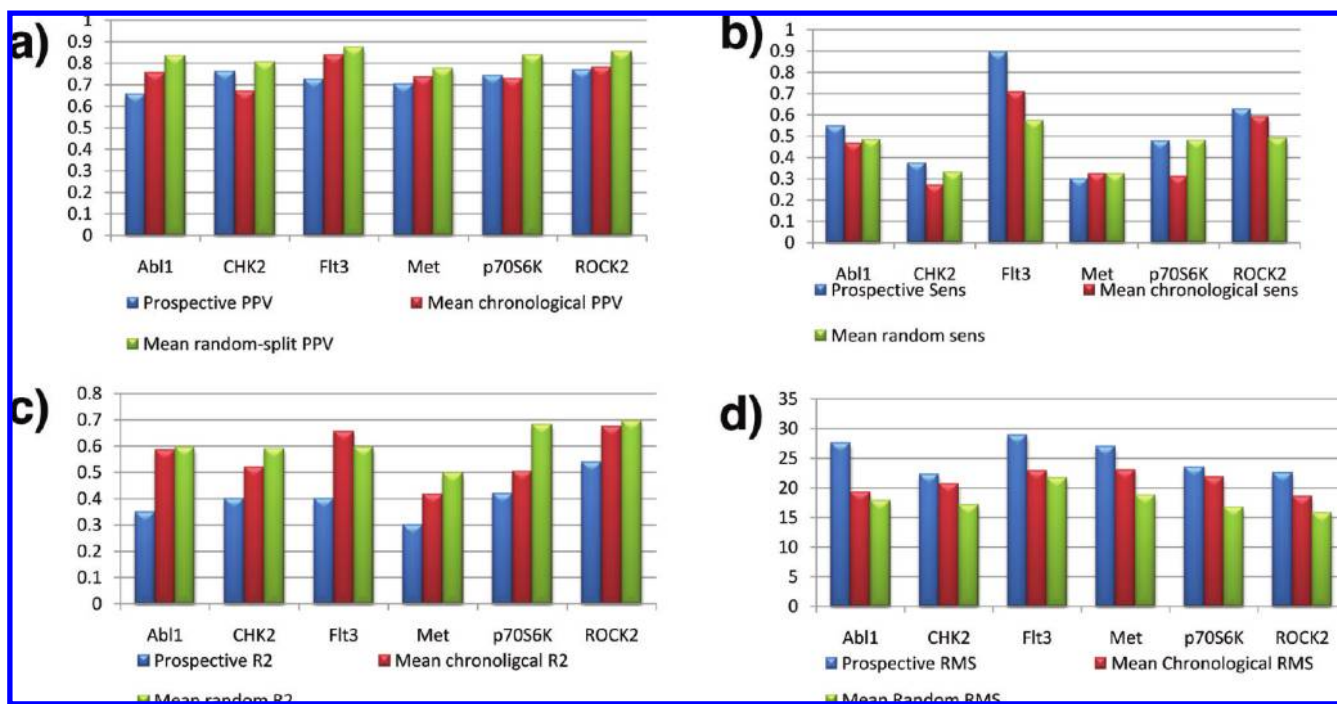 a)
1
0.9
0.8
0.7
0.6
0.5
0.4
0.3
0.2
0.1
0
Abl1 CHK2 Flt3 Met p70S6K ROCK2
Prospective PPV Mean chronological PPV
Mean random-split PPV
b)
1
0.9
0.8
0.7
0.6
0.5
0.4
0.3
0.2
0.1
0
Abl1 CHK2 Flt3 Met p70S6K ROCK2
Prospective Sens Mean chronological sens
Mean random sens
c)
0.8
0.7
0.6
0.5
0.4
0.3
0.2
0.1
0
Abl1 CHK2 Flt3 Met p70S6K ROCK2
Prospective R2 Mean chronoligcal R2
Mean random R2
d)
35
30
25
20
15
10
5
0
Abl1 CHK2 Flt3 Met p70S6K ROCK2
Prospective RMS Mean Chronological RMS
Mean Random RMS